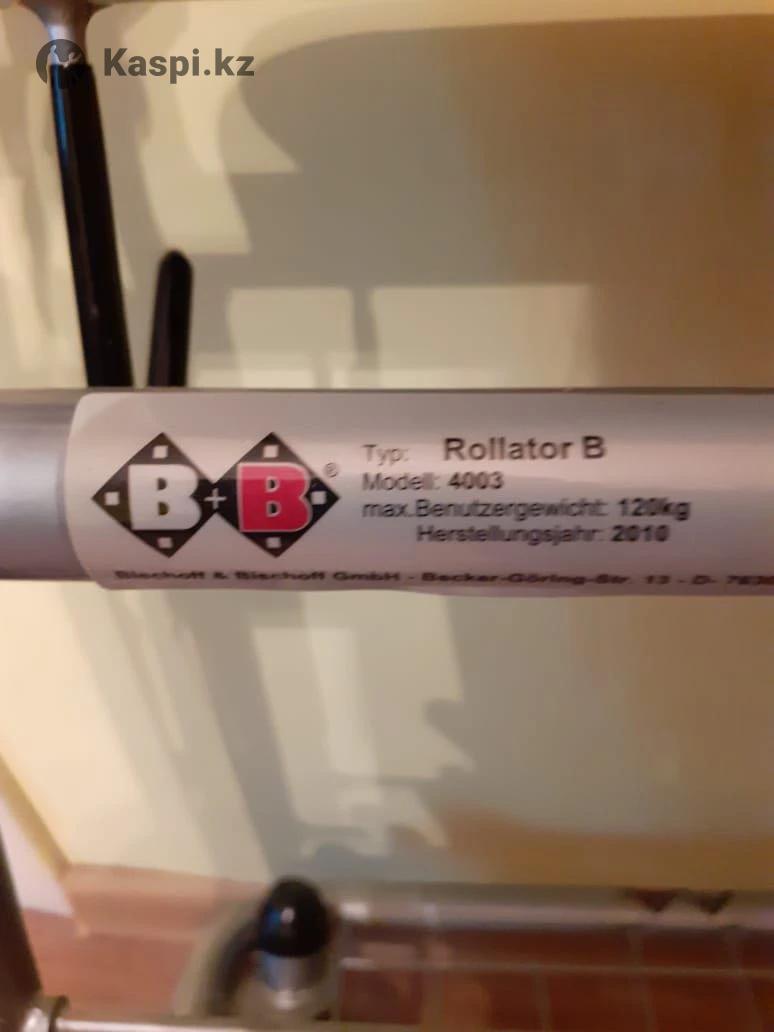 Kaspi.kz
B+B®
Typ: Rollator B
Modell: 4003
max.Benutzergewicht: 120kg
Herstellungsjahr: 2010
Bischoff & Bischoff GmbH - Becker-Göring-Str. 13 - D-